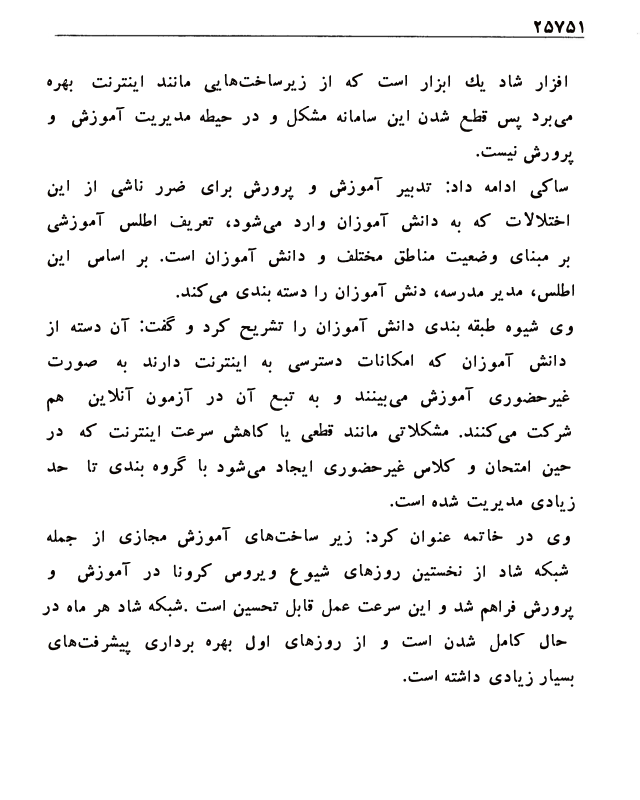 ۲۵۷۵۱
افزار شاد یك ابزار است که از زیرساخت‌هایی مانند اینترنت بهره
می‌برد پس قطع شدن این سامانه مشکل و در حیطه مدیریت آموزش و
پرورش نیست.
ساکی ادامه داد: تدبیر آموزش و پرورش برای ضرر ناشی از این
اختلالات که به دانش آموزان وارد می‌شود، تعریف اطلس آموزشی
بر مبنای وضعیت مناطق مختلف و دانش آموزان است. بر اساس این
اطلس، مدیر مدرسه، دنش آموزان را دسته بندی می‌کند.
وی شیوه طبقه بندی دانش آموزان را تشریح کرد و گفت: آن دسته از
دانش آموزان که امکانات دسترسی به اینترنت دارند به صورت
غیرحضوری آموزش می‌بینند و به تبع آن در آزمون آنلاین هم
شرکت می‌کنند. مشکلاتی مانند قطعی یا کاهش سرعت اینترنت که در
حین امتحان و کلاس غیرحضوری ایجاد می‌شود با گروه بندی تا حد
زیادی مدیریت شده است.
وی در خاتمه عنوان کرد: زیر ساخت‌های آموزش مجازی از جمله
شبکه شاد از نخستین روزهای شیوع ویروس کرونا در آموزش و
پرورش فراهم شد و این سرعت عمل قابل تحسین است .شبکه شاد هر ماه در
حال کامل شدن است و از روزهای اول بهره برداری پیشرفت‌های
بسیار زیادی داشته است.